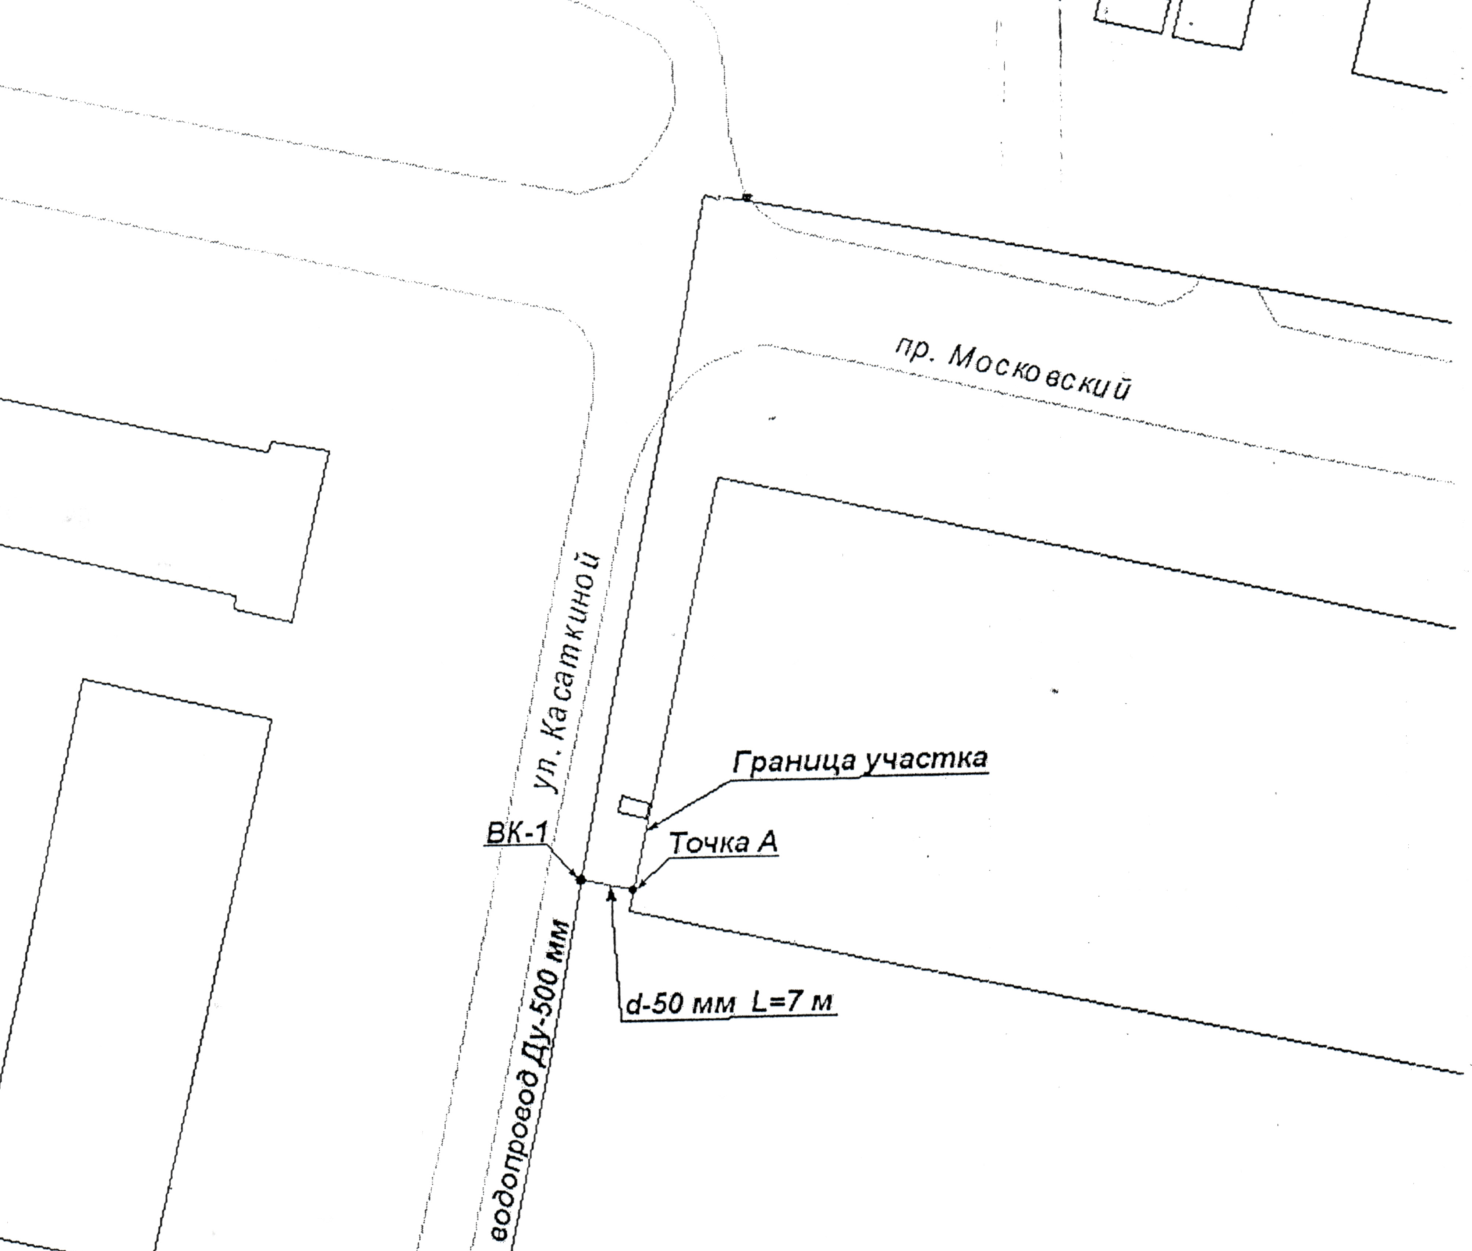 пр. Московский
ул. Касаткиной
Граница участка
ВК-1
Точка А
d-50 мм L=7 м
водопровод Ду-500 мм